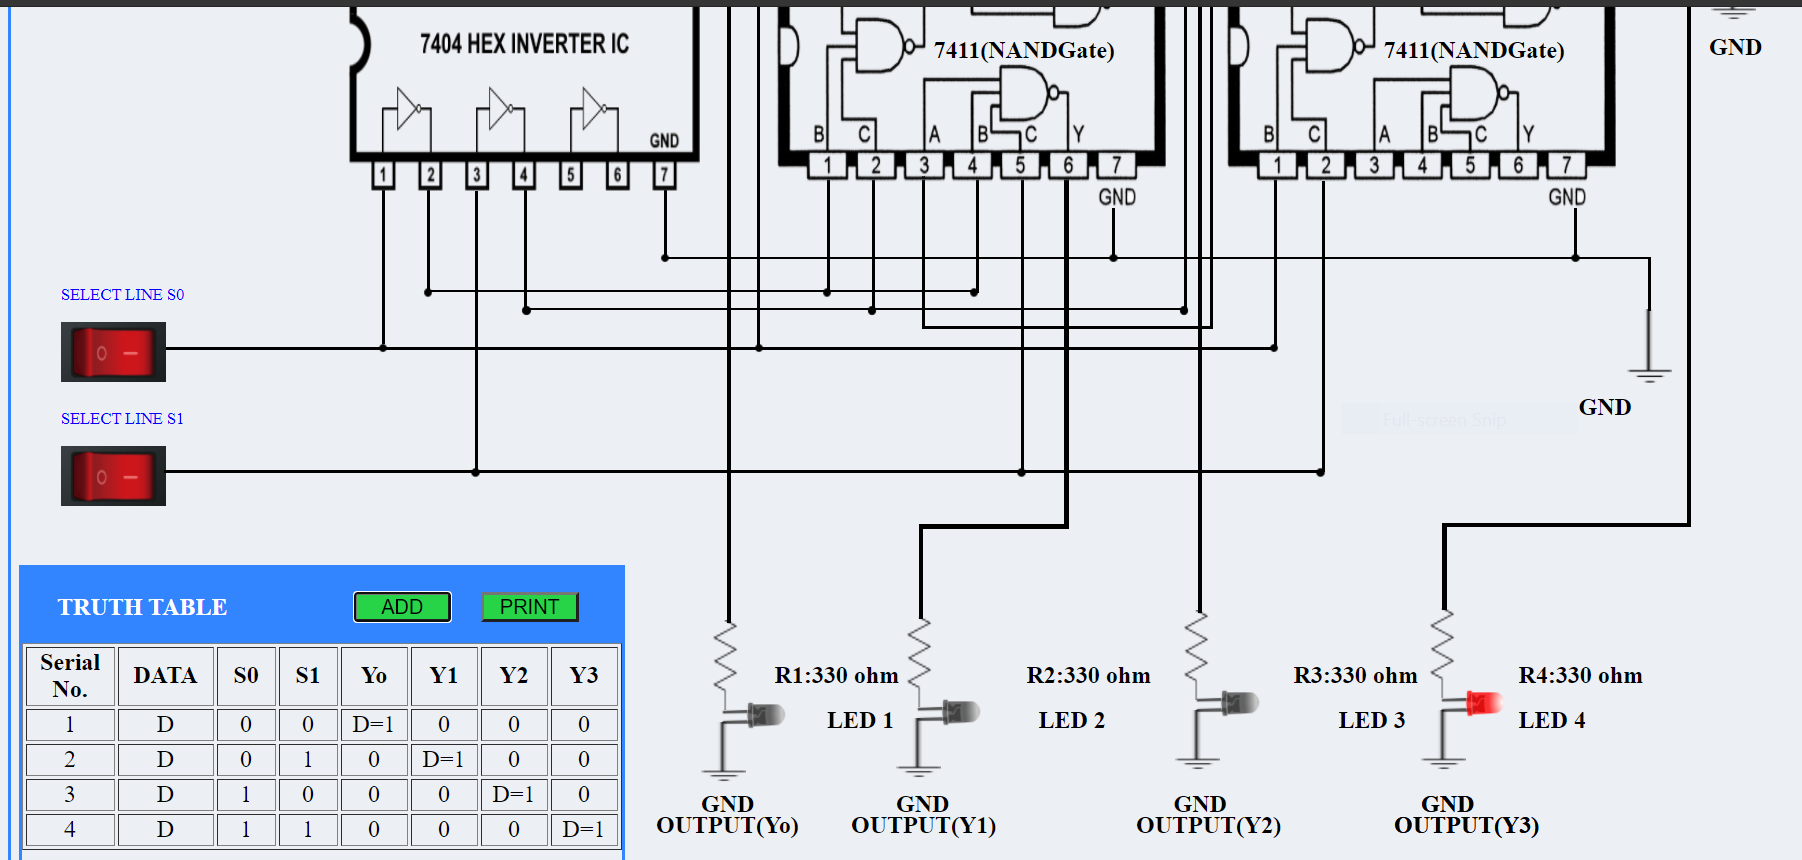 7404 HEX INVERTER IC
7411(NANDGate)
7411(NANDGate)
GND
GND
B C A B C Y
B C A B C Y
1 2 3 4 5 6 7
1 2 3 4 5 6 7
1 2 3 4 5 6 7
GND
GND
SELECT LINE S0
SELECT LINE S1
GND
Full-screen Snip
TRUTH TABLE
ADD
PRINT
Serial No. DATA S0 S1 Yo Y1 Y2 Y3
1 D 0 0 D=1 0 0 0
2 D 0 1 0 D=1 0 0
3 D 1 0 0 0 D=1 0
4 D 1 1 0 0 0 D=1
R1:330 ohm
R2:330 ohm
R3:330 ohm
R4:330 ohm
LED 1
LED 2
LED 3
LED 4
GND
OUTPUT(Yo)
GND
OUTPUT(Y1)
GND
OUTPUT(Y2)
GND
OUTPUT(Y3)